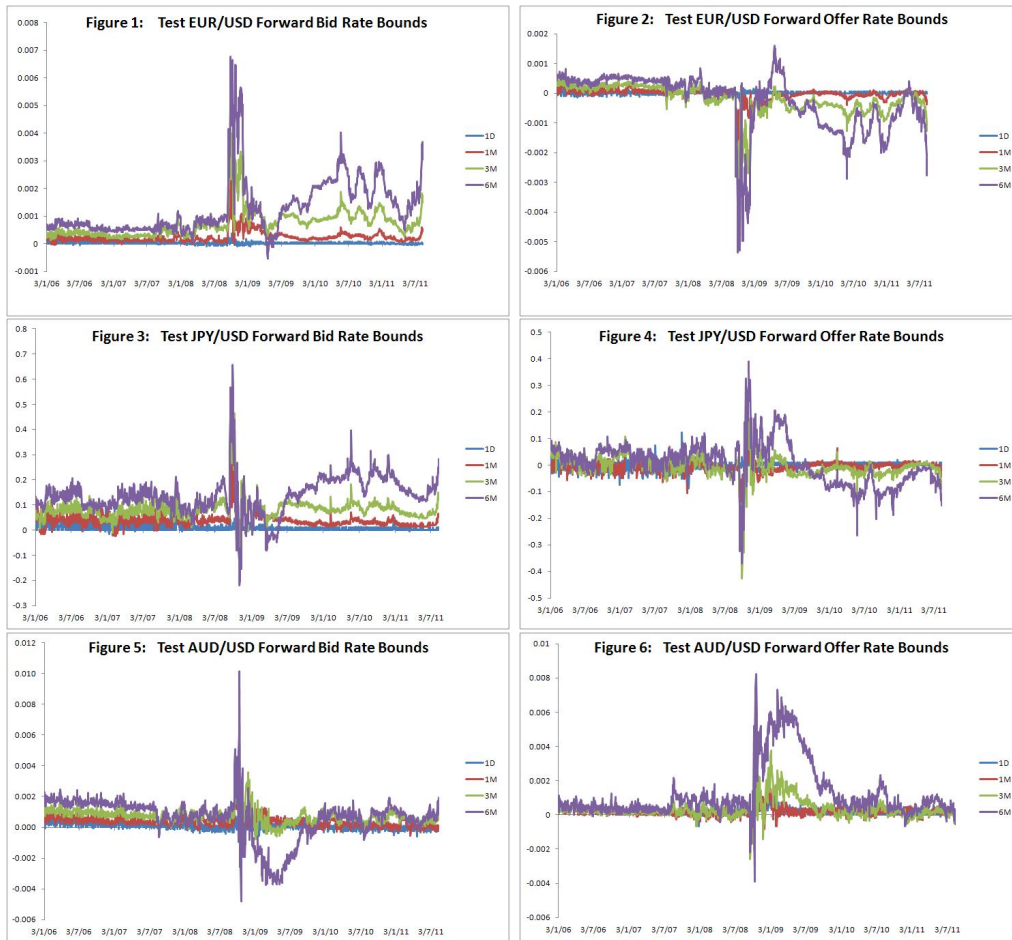 Figure 1: Test EUR/USD Forward Bid Rate Bounds
0.008
0.007
0.006
0.005
0.004
0.003
0.002
0.001
0
-0.001
3/1/06 3/7/06 3/1/07 3/7/07 3/1/08 3/7/08 3/1/09 3/7/09 3/1/10 3/7/10 3/1/11 3/7/11
1D
1M
3M
6M
Figure 2: Test EUR/USD Forward Offer Rate Bounds
0.002
0.001
0
-0.001
-0.002
-0.003
-0.004
-0.005
-0.006
3/1/06 3/7/06 3/1/07 3/7/07 3/1/08 3/7/08 3/1/09 3/7/09 3/1/10 3/7/10 3/1/11 3/7/11
1D
1M
3M
6M
Figure 3: Test JPY/USD Forward Bid Rate Bounds
0.8
0.7
0.6
0.5
0.4
0.3
0.2
0.1
0
-0.1
-0.2
-0.3
3/1/06 3/7/06 3/1/07 3/7/07 3/1/08 3/7/08 3/1/09 3/7/09 3/1/10 3/7/10 3/1/11 3/7/11
1D
1M
3M
6M
Figure 4: Test JPY/USD Forward Offer Rate Bounds
0.5
0.4
0.3
0.2
0.1
0
-0.1
-0.2
-0.3
-0.4
-0.5
3/1/06 3/7/06 3/1/07 3/7/07 3/1/08 3/7/08 3/1/09 3/7/09 3/1/10 3/7/10 3/1/11 3/7/11
1D
1M
3M
6M
Figure 5: Test AUD/USD Forward Bid Rate Bounds
0.012
0.010
0.008
0.006
0.004
0.002
0.000
-0.002
-0.004
-0.006
3/1/06 3/7/06 3/1/07 3/7/07 3/1/08 3/7/08 3/1/09 3/7/09 3/1/10 3/7/10 3/1/11 3/7/11
1D
1M
3M
6M
Figure 6: Test AUD/USD Forward Offer Rate Bounds
0.01
0.008
0.006
0.004
0.002
0
-0.002
-0.004
-0.006
3/1/06 3/7/06 3/1/07 3/7/07 3/1/08 3/7/08 3/1/09 3/7/09 3/1/10 3/7/10 3/1/11 3/7/11
1D
1M
3M
6M